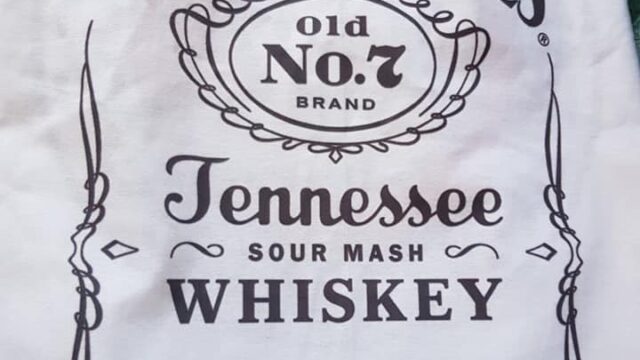 ®
Old
No.7
BRAND
Tennessee
SOUR MASH
WHISKEY